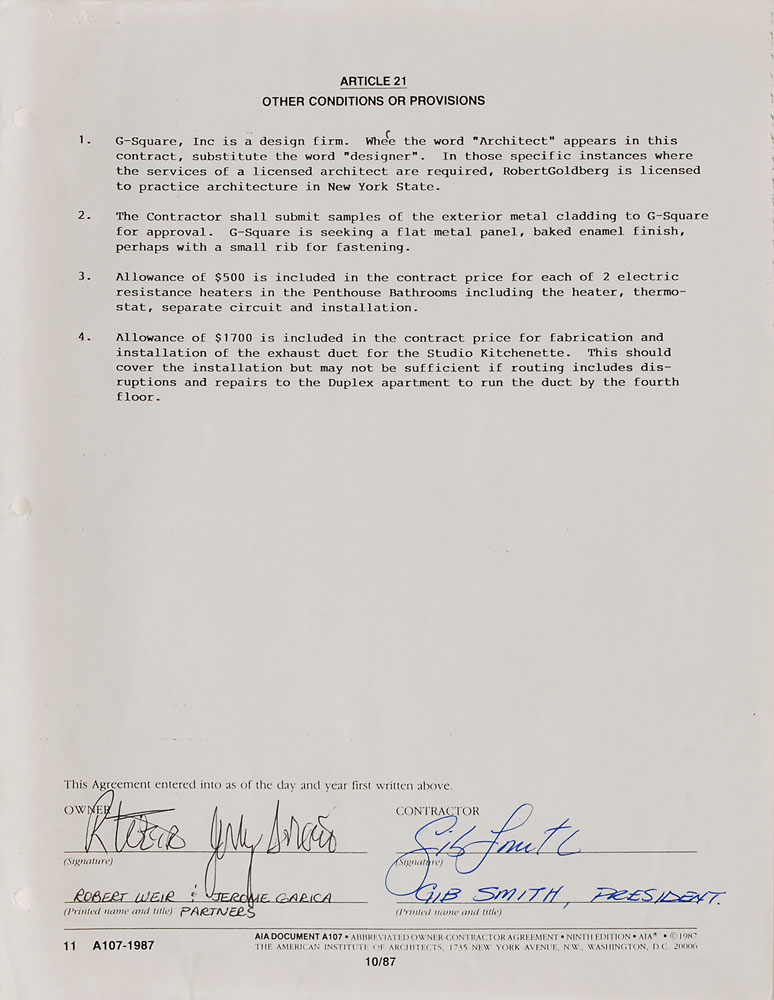 ARTICLE 21
OTHER CONDITIONS OR PROVISIONS
1. G-Square, Inc is a design firm. Where the word "Architect" appears in this
contract, substitute the word "designer". In those specific instances where
the services of a licensed architect are required, RobertGoldberg is licensed
to practice architecture in New York State.
2. The Contractor shall submit samples of the exterior metal cladding to G-Square
for approval. G-Square is seeking a flat metal panel, baked enamel finish,
perhaps with a small rib for fastening.
3. Allowance of $500 is included in the contract price for each of 2 electric
resistance heaters in the Penthouse Bathrooms including the heater, thermo-
stat, separate circuit and installation.
4. Allowance of $1700 is included in the contract price for fabrication and
installation of the exhaust duct for the Studio Kitchenette. This should
cover the installation but may not be sufficient if routing includes dis-
ruptions and repairs to the Duplex apartment to run the duct by the fourth
floor.
This Agreement entered into as of the day and year first written above.
OWNER
(Signature)
ROBERT WEIR & JEROME GARICA
(Printed name and title) PARTNERS
CONTRACTOR
Gib Smith
(Signature)
GIB SMITH, PRESIDENT.
(Printed name and title)
11 A107-1987
AIA DOCUMENT A107 • ABBREVIATED OWNER-CONTRACTOR AGREEMENT • NINTH EDITION • AIA® • ©1987
THE AMERICAN INSTITUTE OF ARCHITECTS, 1735 NEW YORK AVENUE, N.W., WASHINGTON, D.C. 20006
10/87